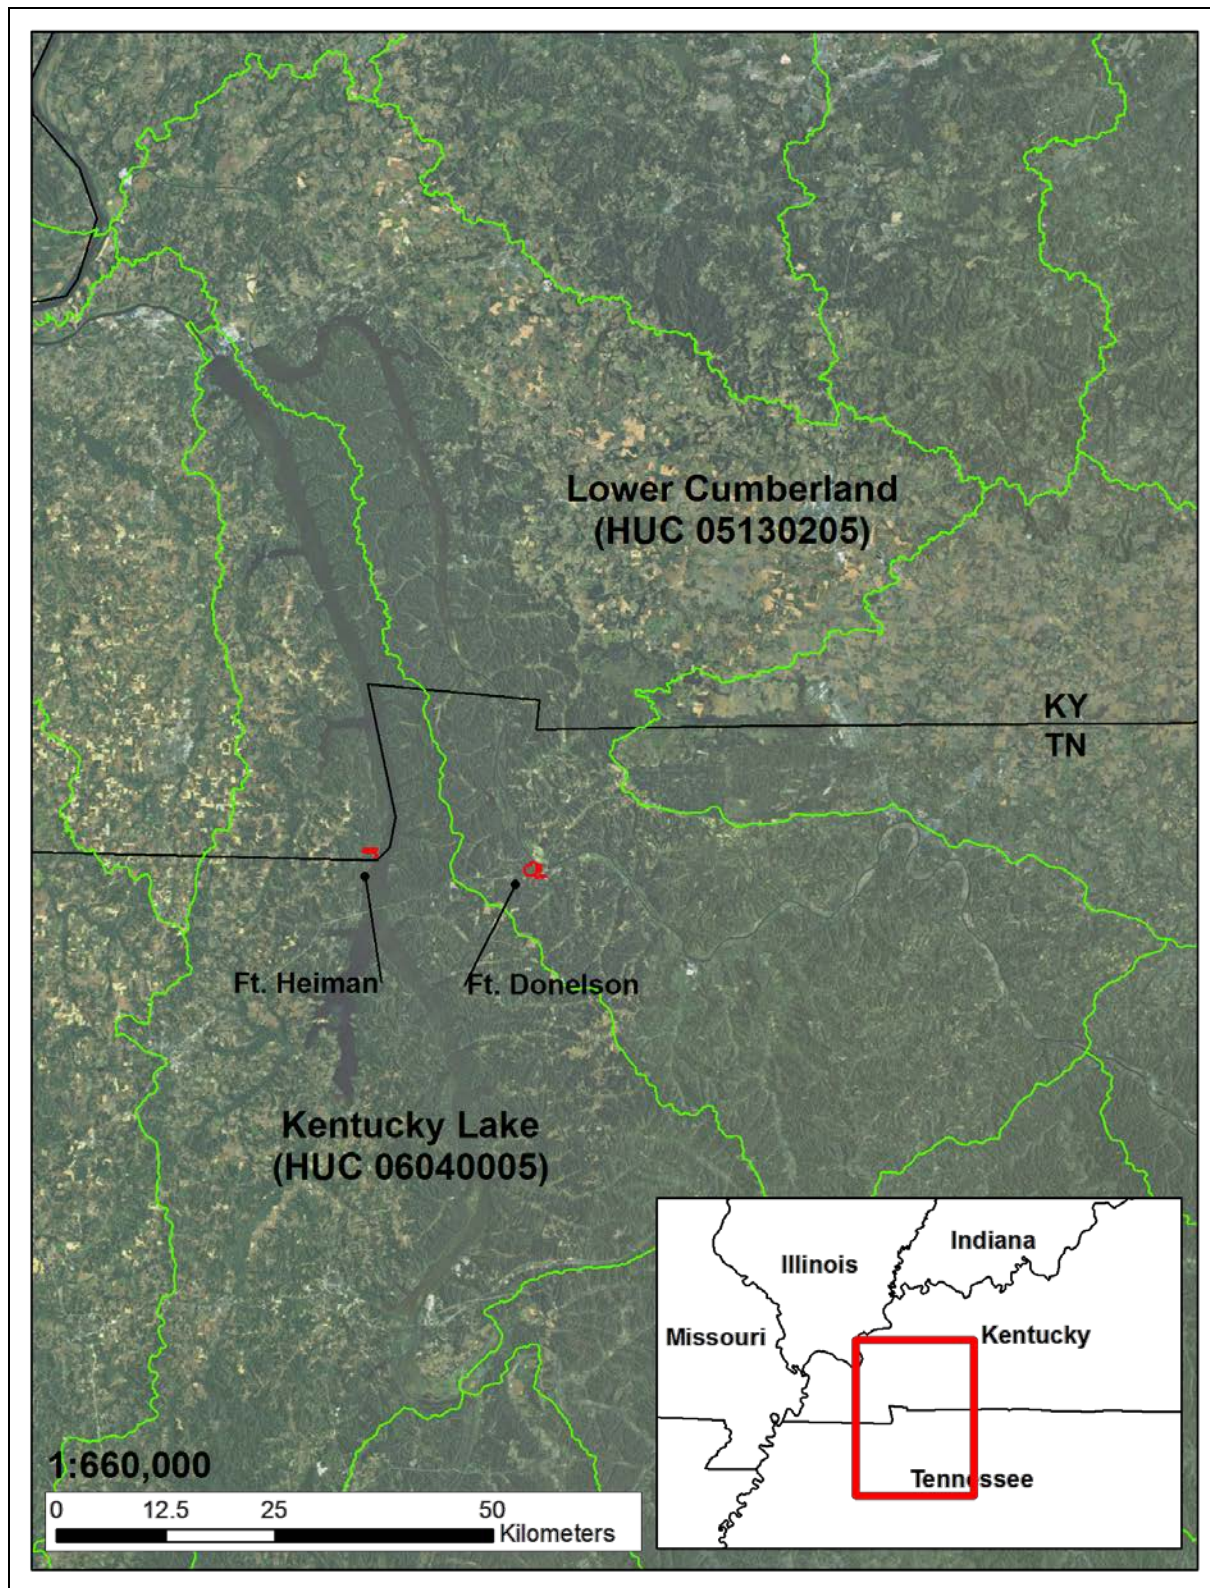 Lower Cumberland
(HUC 05130205)
KY
TN
Ft. Heiman
Ft. Donelson
Kentucky Lake
(HUC 06040005)
Illinois
Indiana
Missouri
Kentucky
Tennessee
1:660,000
0 12.5 25 50
Kilometers